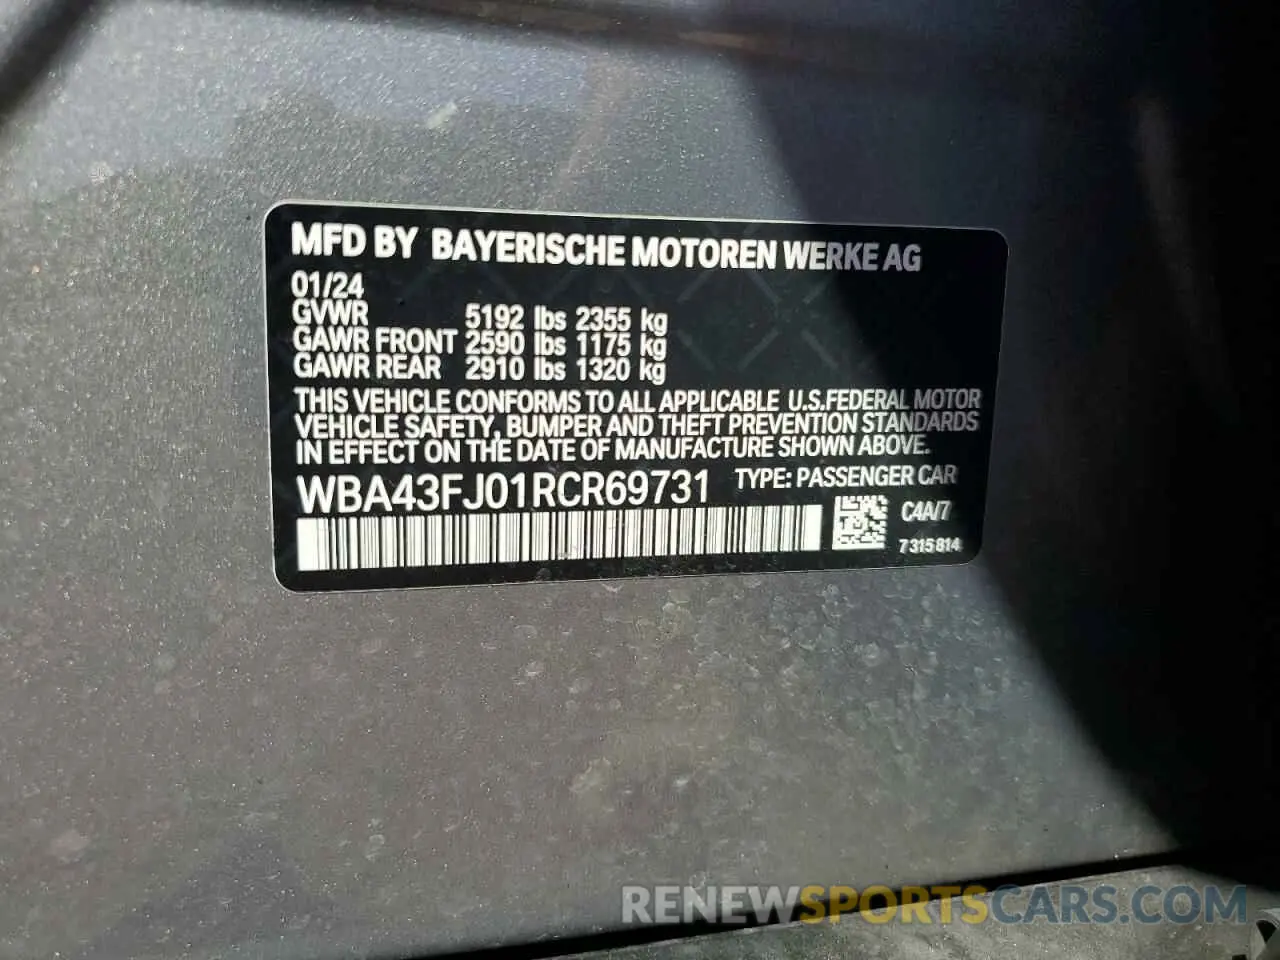 MFD BY BAYERISCHE MOTOREN WERKE AG
01/24
GVWR 5192 lbs 2355 kg
GAWR FRONT 2590 lbs 1175 kg
GAWR REAR 2910 lbs 1320 kg
THIS VEHICLE CONFORMS TO ALL APPLICABLE U.S.FEDERAL MOTOR
VEHICLE SAFETY, BUMPER AND THEFT PREVENTION STANDARDS
IN EFFECT ON THE DATE OF MANUFACTURE SHOWN ABOVE.
WBA43FJ01RCR69731 TYPE: PASSENGER CAR
C4A/7
7315814
RENEWSPORTSCARS.COM